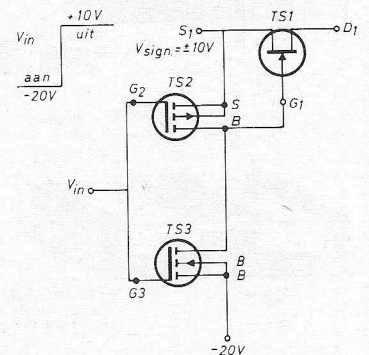 +10V
V_in
uit
aan
-20V
S1
TS1
D1
V_sign.=±10V
TS2
G2
S
G1
B
V_in
TS3
B
B
G3
-20V